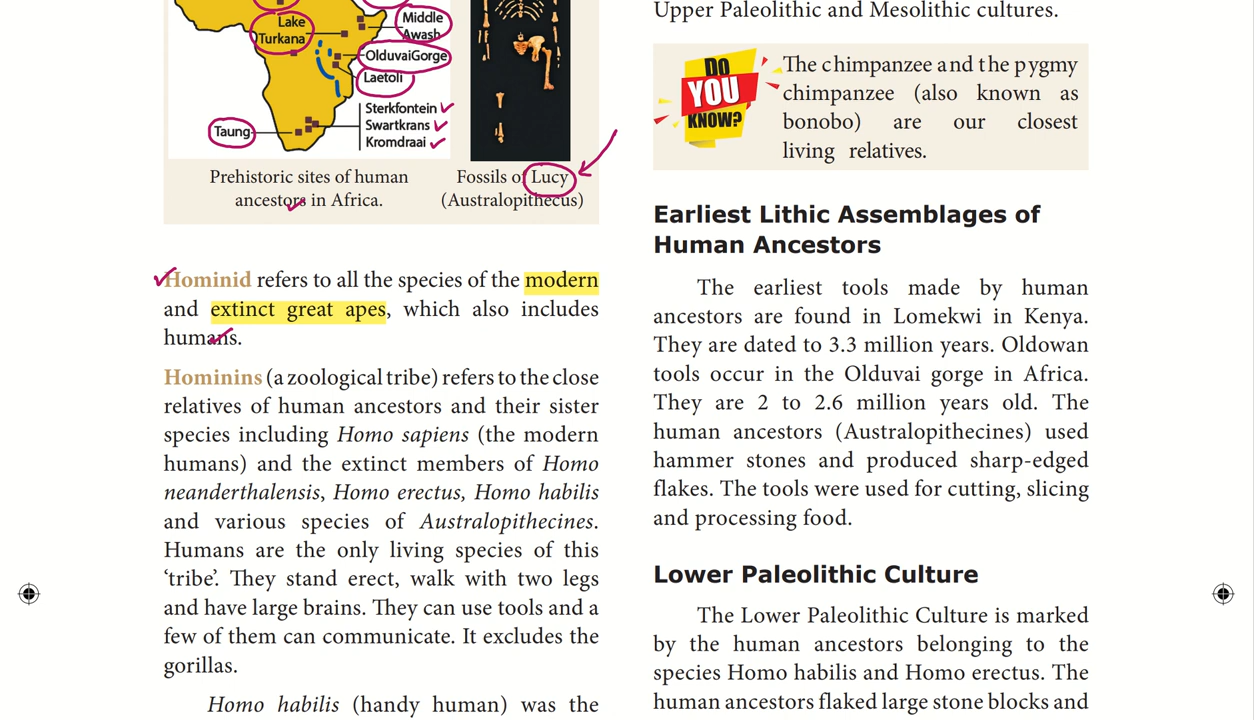 Lake
Turkana
Middle
Awash
OlduvaiGorge
Laetoli
Sterkfontein
Swartkrans
Kromdraai
Taung
Prehistoric sites of human
ancestors in Africa.
Fossils of Lucy
(Australopithecus)
Hominid refers to all the species of the modern
and extinct great apes, which also includes
humans.
Hominins (a zoological tribe) refers to the close
relatives of human ancestors and their sister
species including Homo sapiens (the modern
humans) and the extinct members of Homo
neanderthalensis, Homo erectus, Homo habilis
and various species of Australopithecines.
Humans are the only living species of this
‘tribe’. They stand erect, walk with two legs
and have large brains. They can use tools and a
few of them can communicate. It excludes the
gorillas.
Homo habilis (handy human) was the
Upper Paleolithic and Mesolithic cultures.
DO
YOU
KNOW?
The chimpanzee and the pygmy
chimpanzee (also known as
bonobo) are our closest
living relatives.
Earliest Lithic Assemblages of
Human Ancestors
The earliest tools made by human
ancestors are found in Lomekwi in Kenya.
They are dated to 3.3 million years. Oldowan
tools occur in the Olduvai gorge in Africa.
They are 2 to 2.6 million years old. The
human ancestors (Australopithecines) used
hammer stones and produced sharp-edged
flakes. The tools were used for cutting, slicing
and processing food.
Lower Paleolithic Culture
The Lower Paleolithic Culture is marked
by the human ancestors belonging to the
species Homo habilis and Homo erectus. The
human ancestors flaked large stone blocks and